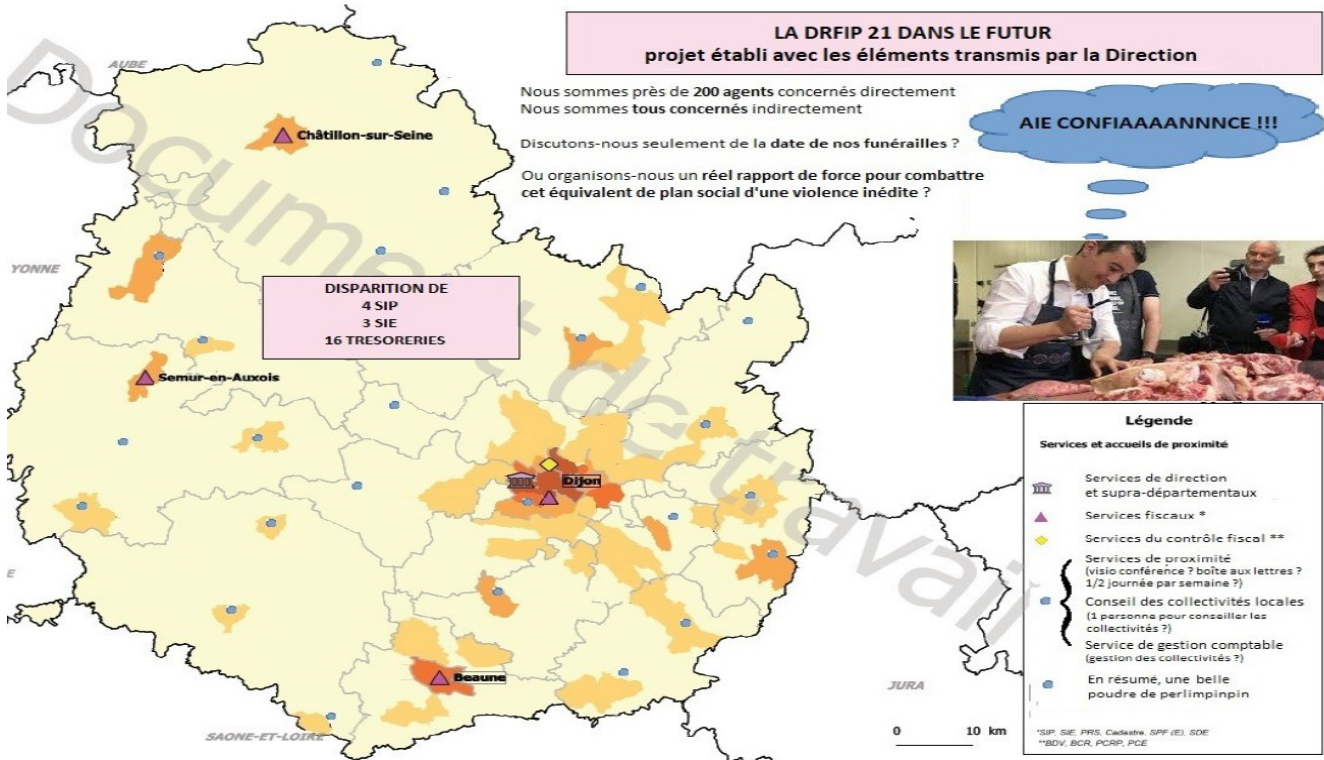 LA DRFIP 21 DANS LE FUTUR
projet établi avec les éléments transmis par la Direction
Nous sommes près de 200 agents concernés directement
Nous sommes tous concernés indirectement
Discutons-nous seulement de la date de nos funérailles ?
Ou organisons-nous un réel rapport de force pour combattre
cet équivalent de plan social d'une violence inédite ?
AIE CONFIAAAANNNCE !!!
AUBE
Châtillon-sur-Seine
YONNE
DISPARITION DE
4 SIP
3 SIE
16 TRESORERIES
Semur-en-Auxois
Dijon
Beaune
JURA
SAONE-ET-LOIRE
E
0 10 km
Document de travail
Légende
Services et accueils de proximité
Services de direction
et supra-départementaux
Services fiscaux *
Services du contrôle fiscal **
Services de proximité
(visio conférence ? boîte aux lettres ?
1/2 journée par semaine ?)
Conseil des collectivités locales
(1 personne pour conseiller les
collectivités ?)
Service de gestion comptable
(gestion des collectivités ?)
En résumé, une belle
poudre de perlimpinpin
*SIP, SIE, PRS, Cadastre, SPF (E), SDE
**BDV, BCR, PCRP, PCE